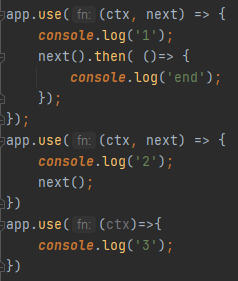 app.use( fn: (ctx, next) => {
    console.log('1');
    next().then( ()=> {
        console.log('end');
    });
});
app.use( fn: (ctx, next) => {
    console.log('2');
    next();
})
app.use( fn: (ctx)=>{
    console.log('3');
})